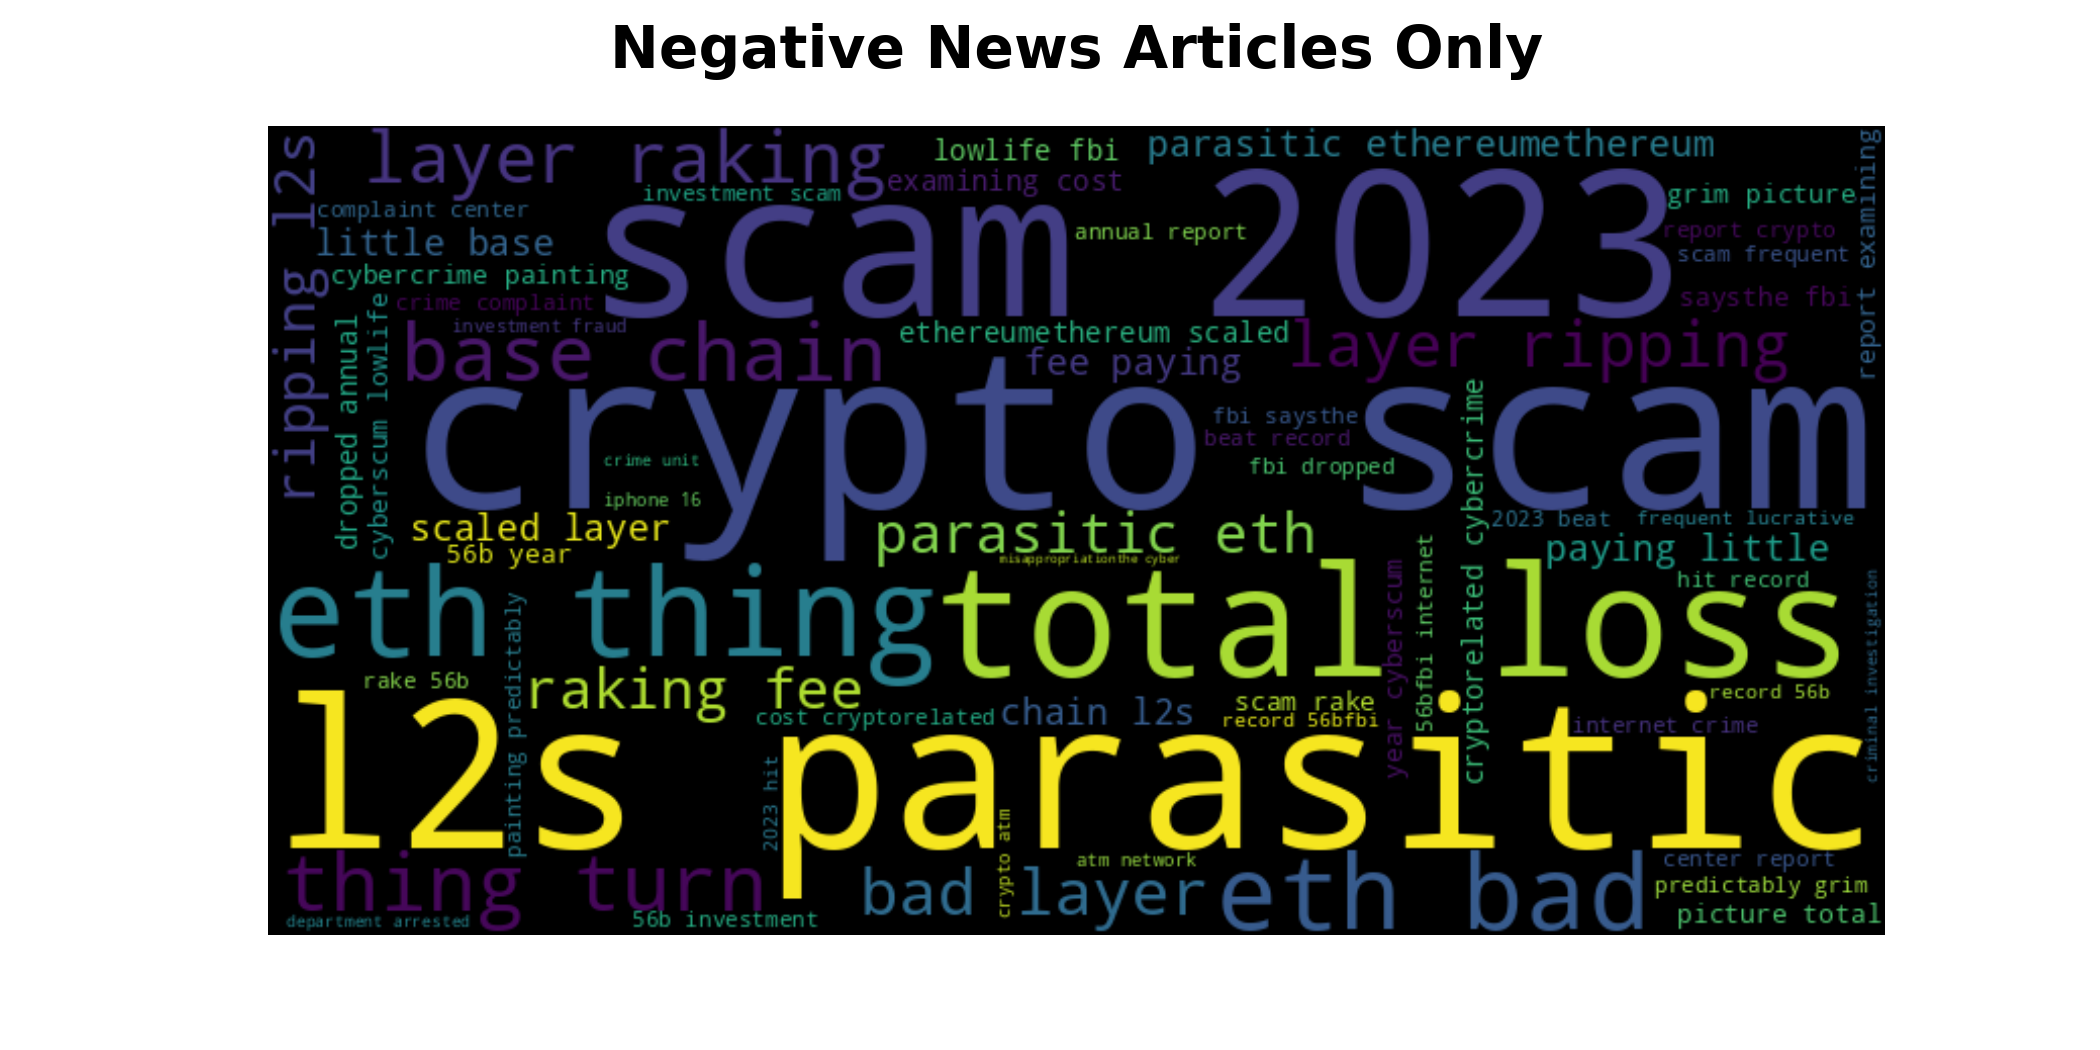 Negative News Articles Only
ripping l2s
layer raking
lowlife fbi
parasitic ethereumethereum
report examining
investment scam
examining cost
grim picture
complaint center
scam 2023
annual report
report crypto
little base
scam frequent
cybercrime painting
saysthe fbi
crime complaint
investment fraud
dropped annual
cyberscum lowlife
base chain
ethereumethereum scaled
layer ripping
fee paying
crypto scam
fbi saysthe
beat record
crime unit
fbi dropped
cryptorelated cybercrime
iphone 16
scaled layer
parasitic eth
2023 beat
frequent lucrative
56b year
misappropriationthe cyber
paying little
eth thing
total loss
hit record
year cyberscum
56bfbi internet
criminal investigation
painting predictably
rake 56b
raking fee
scam rake
record 56b
cost cryptorelated
chain l2s
record 56bfbi
internet crime
l2s parasitic
2023 hit
crypto atm
thing turn
bad layer
atm network
eth bad
center report
predictably grim
department arrested
56b investment
picture total